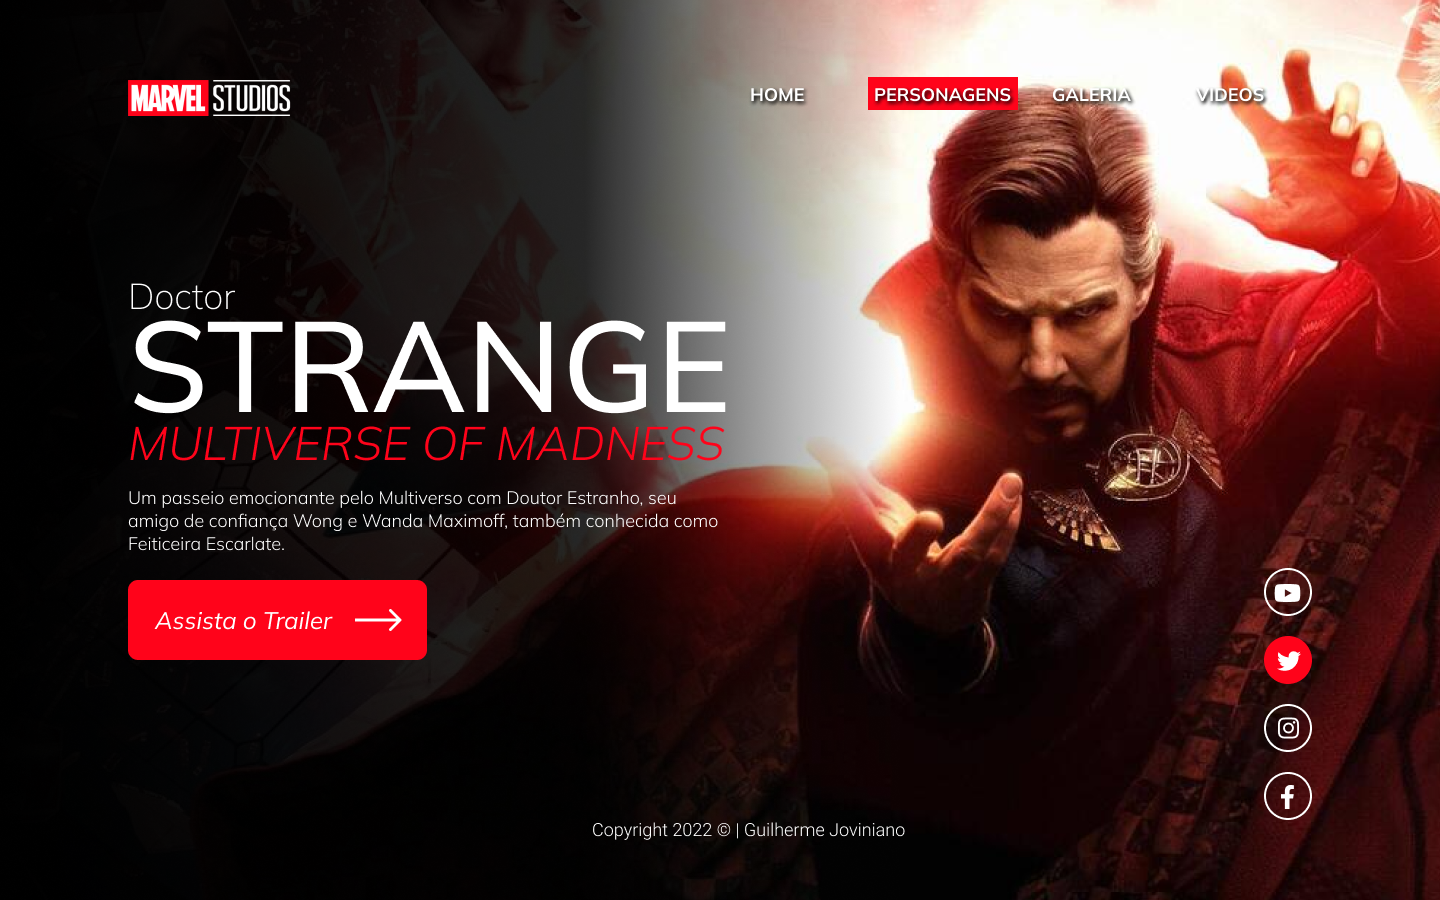 MARVEL STUDIOS
HOME PERSONAGENS GALERIA VIDEOS
Doctor
STRANGE
MULTIVERSE OF MADNESS
Um passeio emocionante pelo Multiverso com Doutor Estranho, seu
amigo de confiança Wong e Wanda Maximoff, também conhecida como
Feiticeira Escarlate.
Assista o Trailer
Copyright 2022 © | Guilherme Joviniano